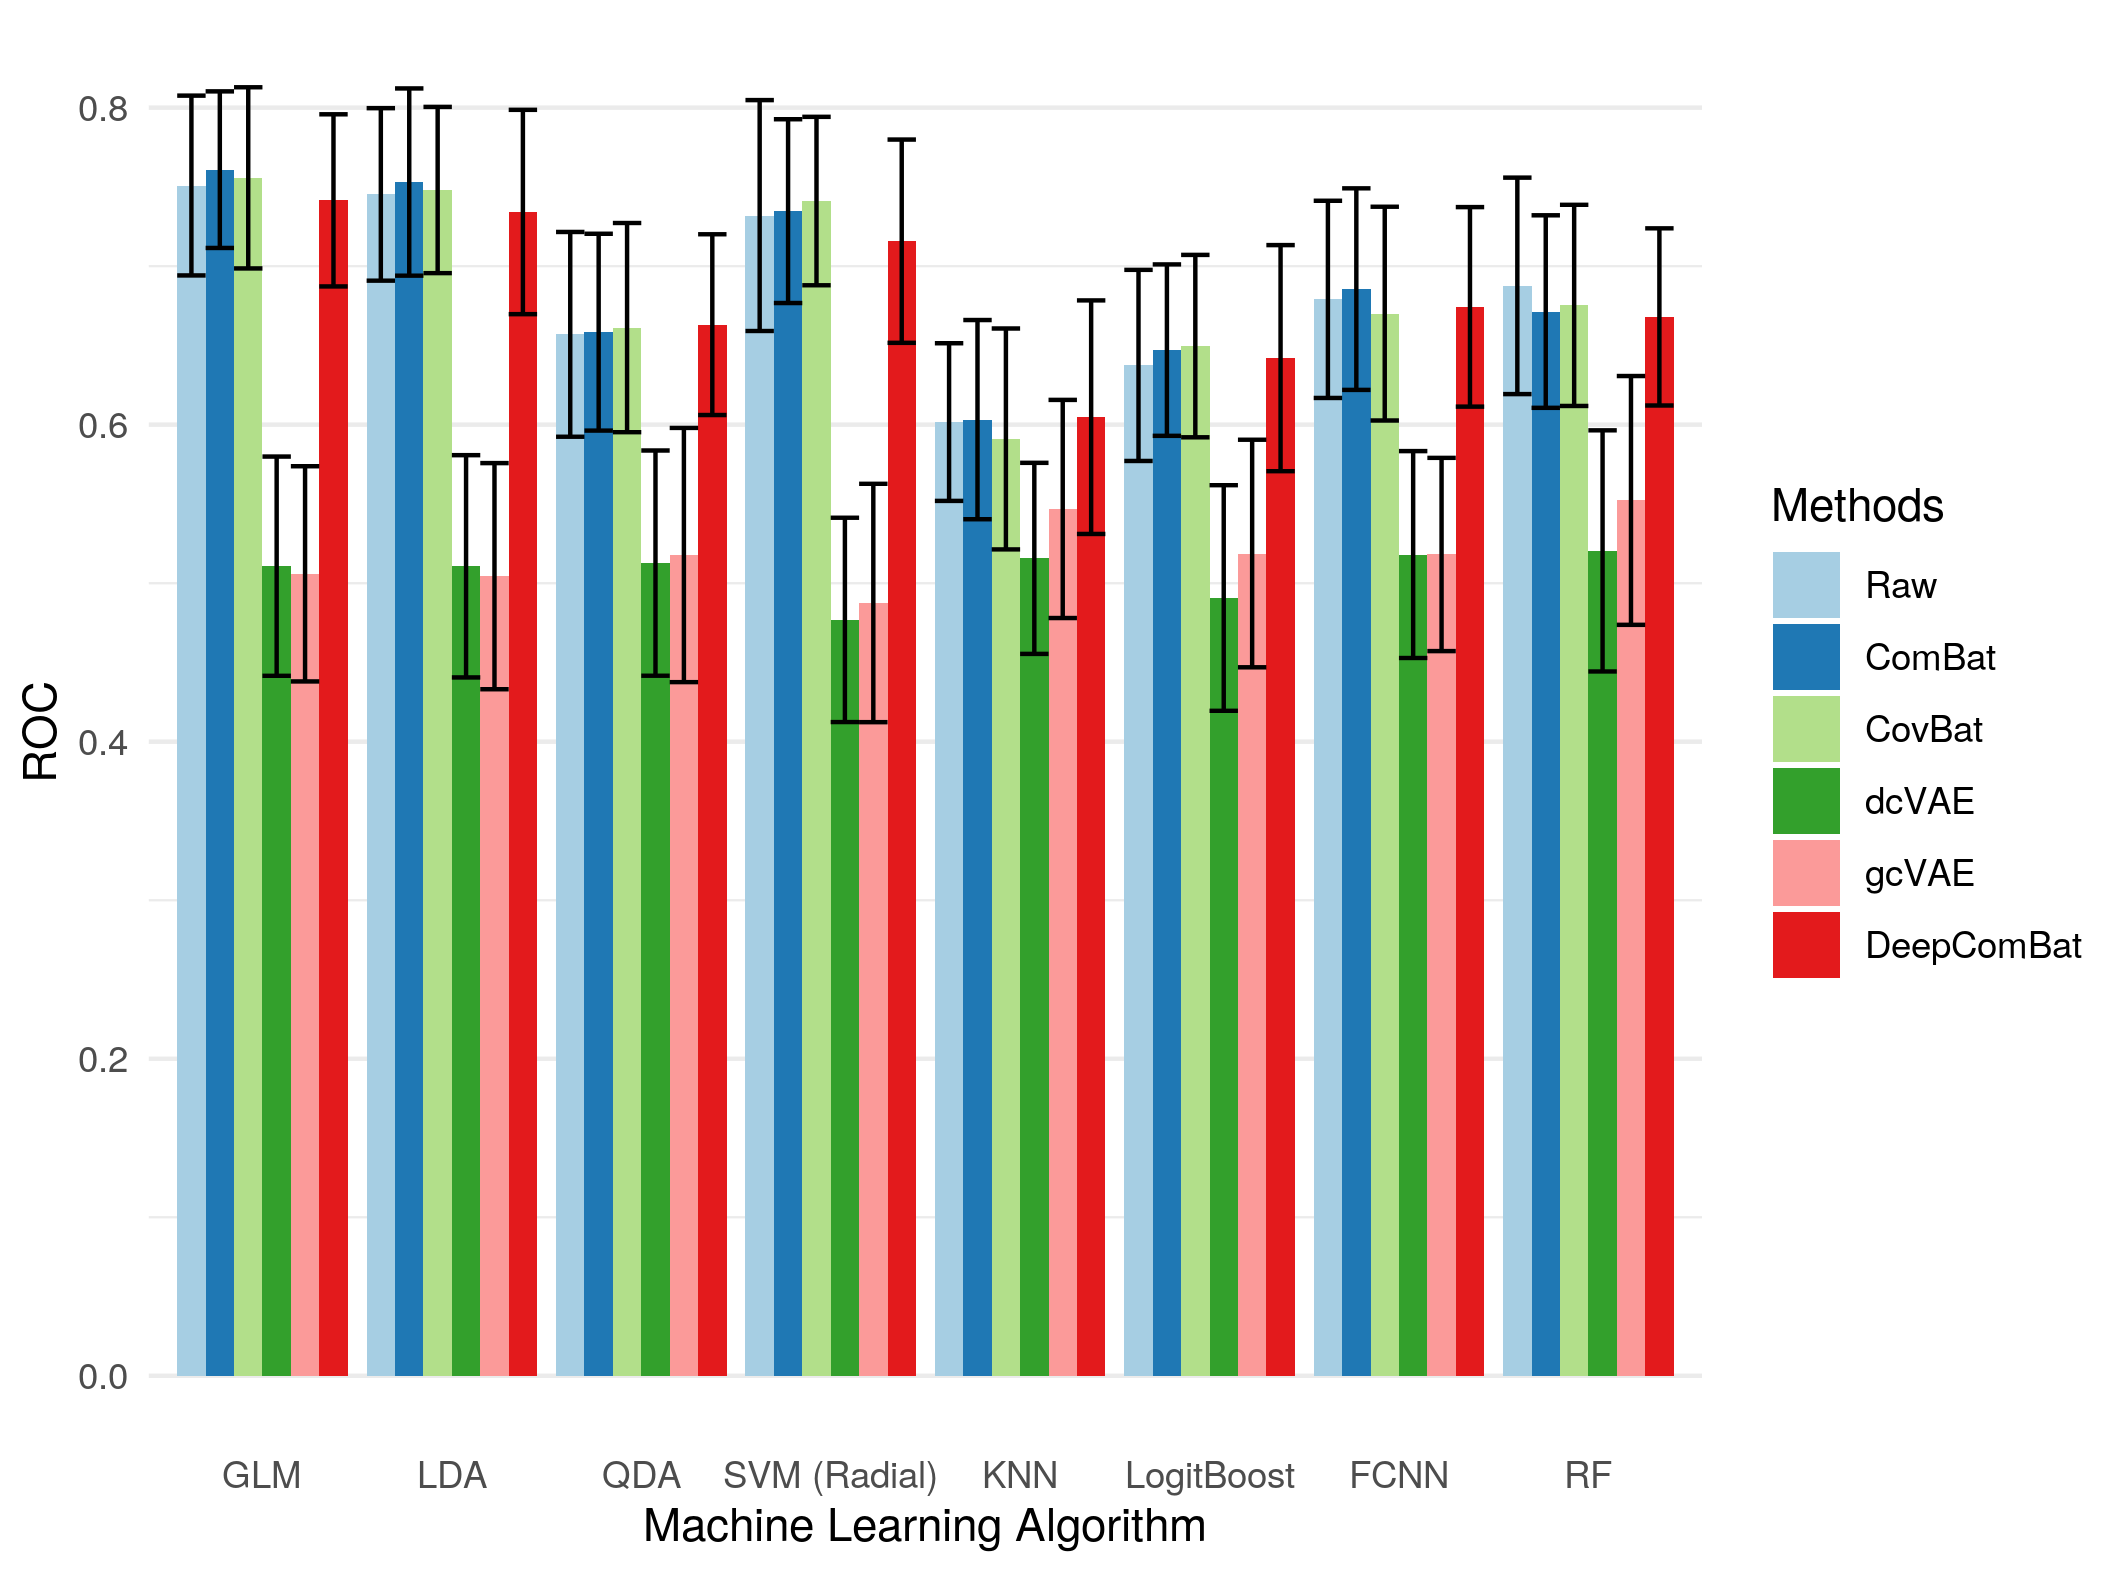 0.8
0.6
0.4
0.2
0.0
ROC
GLM LDA QDA SVM (Radial) KNN LogitBoost FCNN RF
Machine Learning Algorithm
Methods
Raw
ComBat
CovBat
dcVAE
gcVAE
DeepComBat